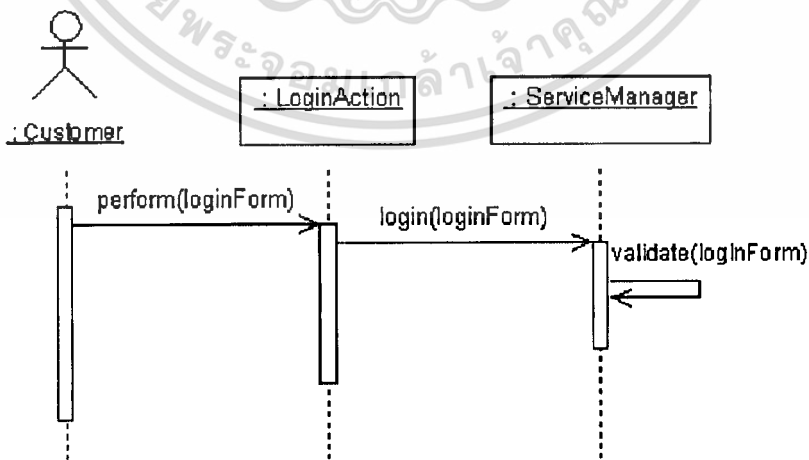 : LoginAction
: ServiceManager
: Customer
perform(loginForm)
login(loginForm)
validate(loginForm)